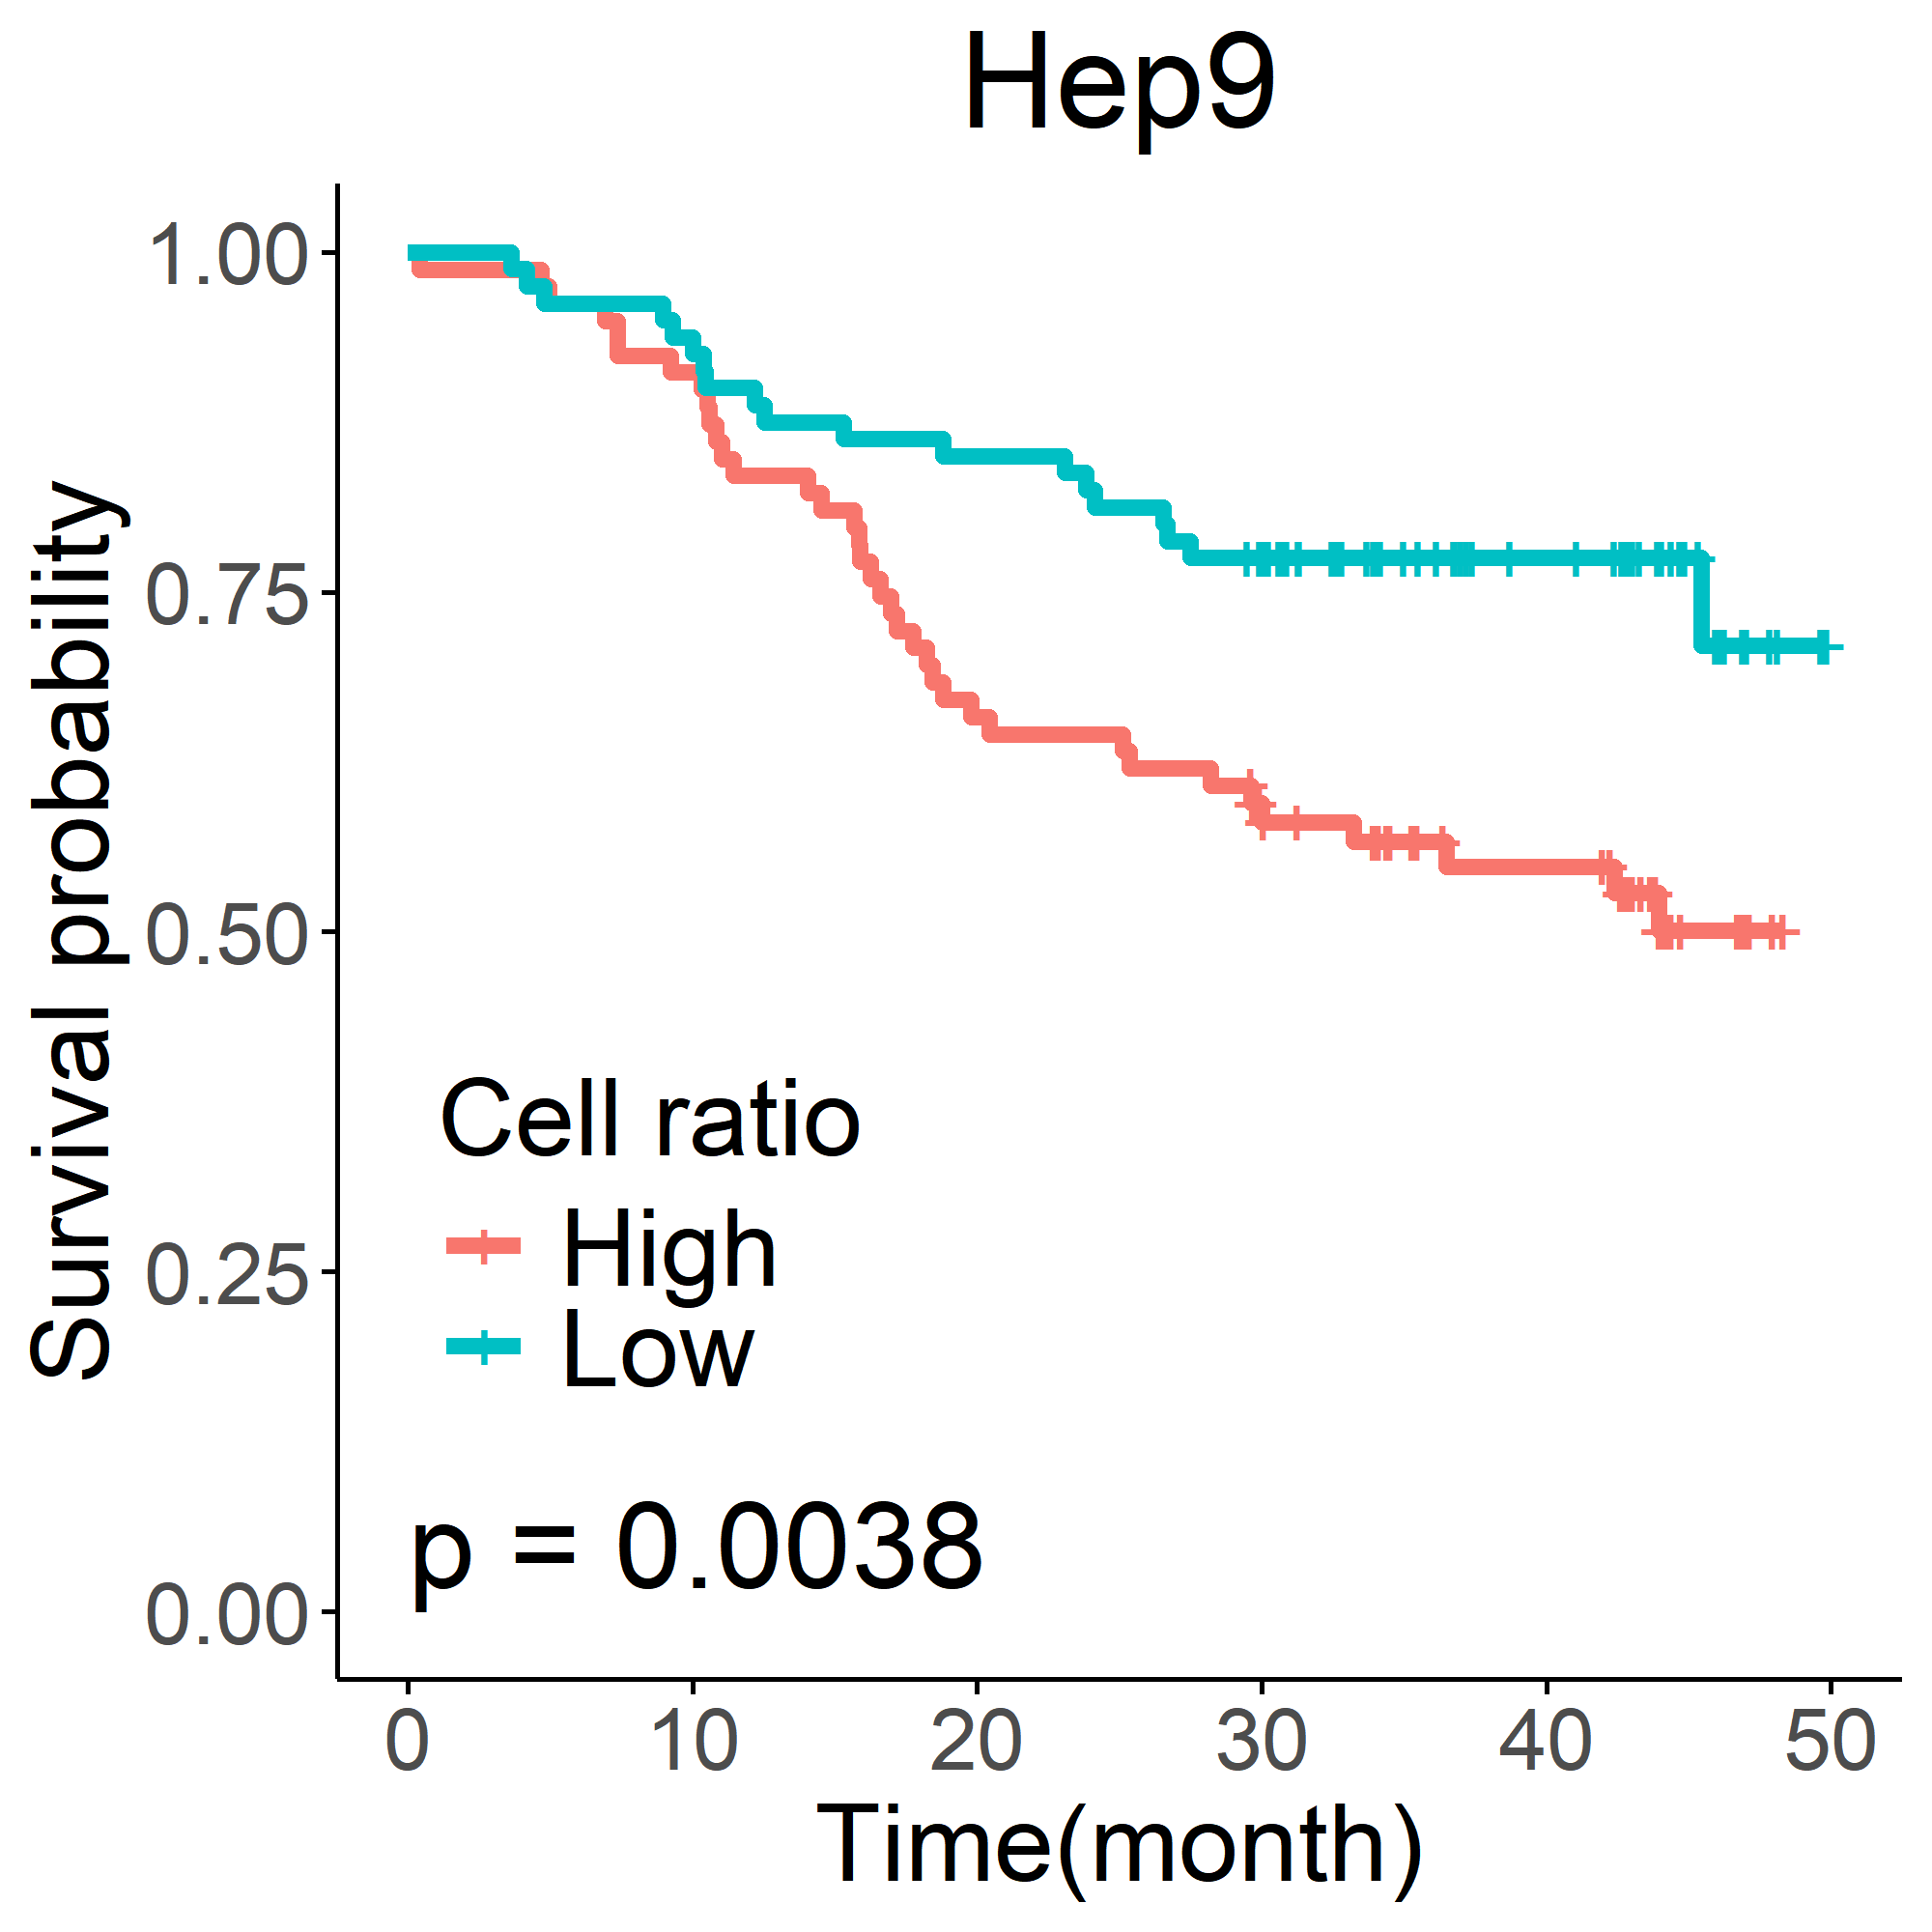 Hep9
Survival probability
1.00
0.75
0.50
0.25
0.00
Cell ratio
High
Low
p = 0.0038
0 10 20 30 40 50
Time(month)